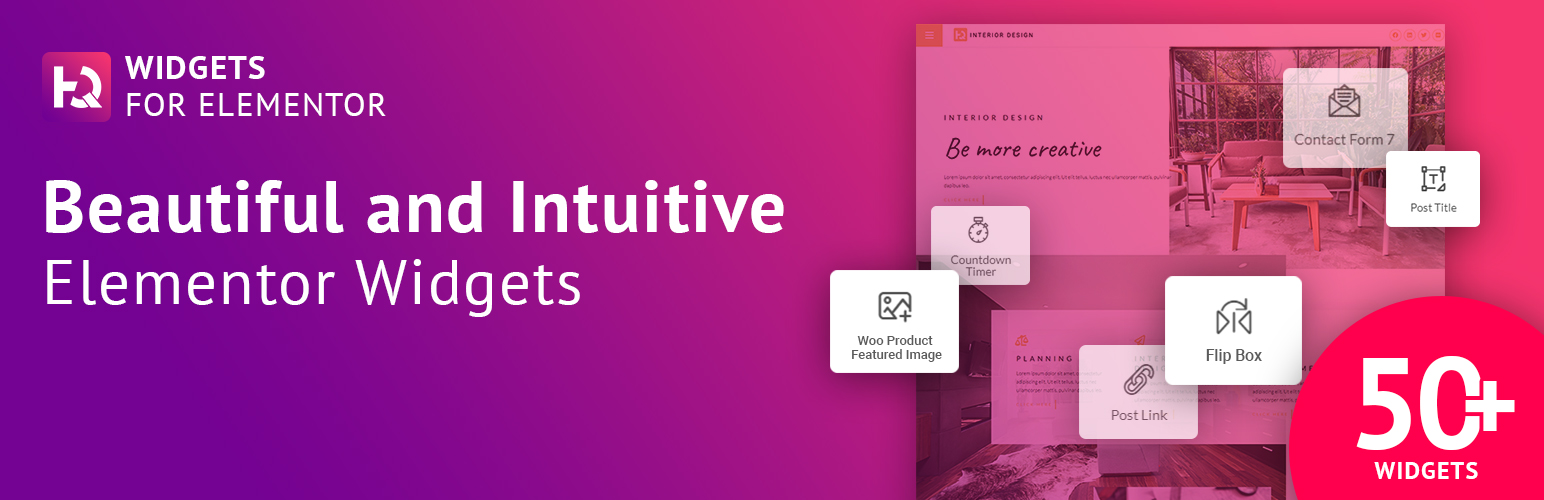 WIDGETS
FOR ELEMENTOR
Beautiful and Intuitive
Elementor Widgets
INTERIOR DESIGN
INTERIOR DESIGN
Be more creative
Contact Form 7
Post Title
Countdown
Timer
Woo Product
Featured Image
Flip Box
PLANNING
Post Link
50+
WIDGETS